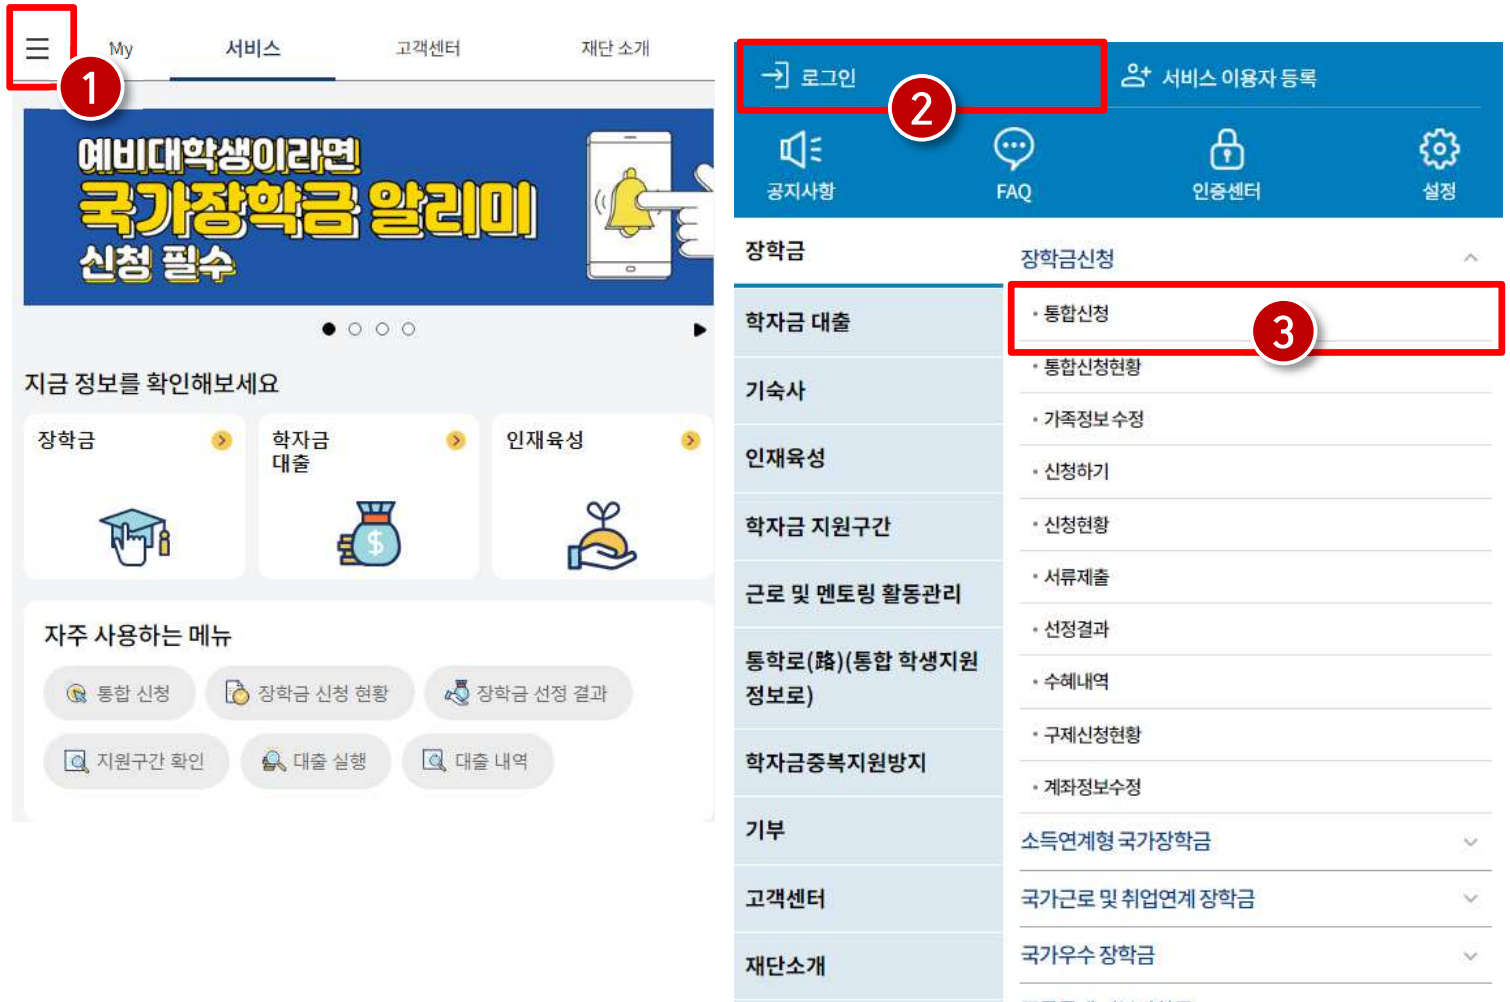 My
서비스
고객센터
재단 소개
1
예비대학생이라면
국가장학금 알리미
신청 필수
지금 정보를 확인해보세요
장학금
학자금
대출
인재육성
$
자주 사용하는 메뉴
통합 신청
장학금 신청 현황
장학금 선정 결과
지원구간 확인
대출 실행
대출 내역
로그인
2
서비스 이용자 등록
공지사항
FAQ
인증센터
설정
장학금
학자금 대출
기숙사
인재육성
학자금 지원구간
근로 및 멘토링 활동관리
통학로(路)(통합 학생지원
정보로)
학자금중복지원방지
기부
고객센터
재단소개
장학금신청
• 통합신청
3
• 통합신청현황
• 가족정보 수정
• 신청하기
• 신청현황
• 서류제출
• 선정결과
• 수혜내역
• 구제신청현황
• 계좌정보수정
소득연계형 국가장학금
국가근로 및 취업연계 장학금
국가우수 장학금